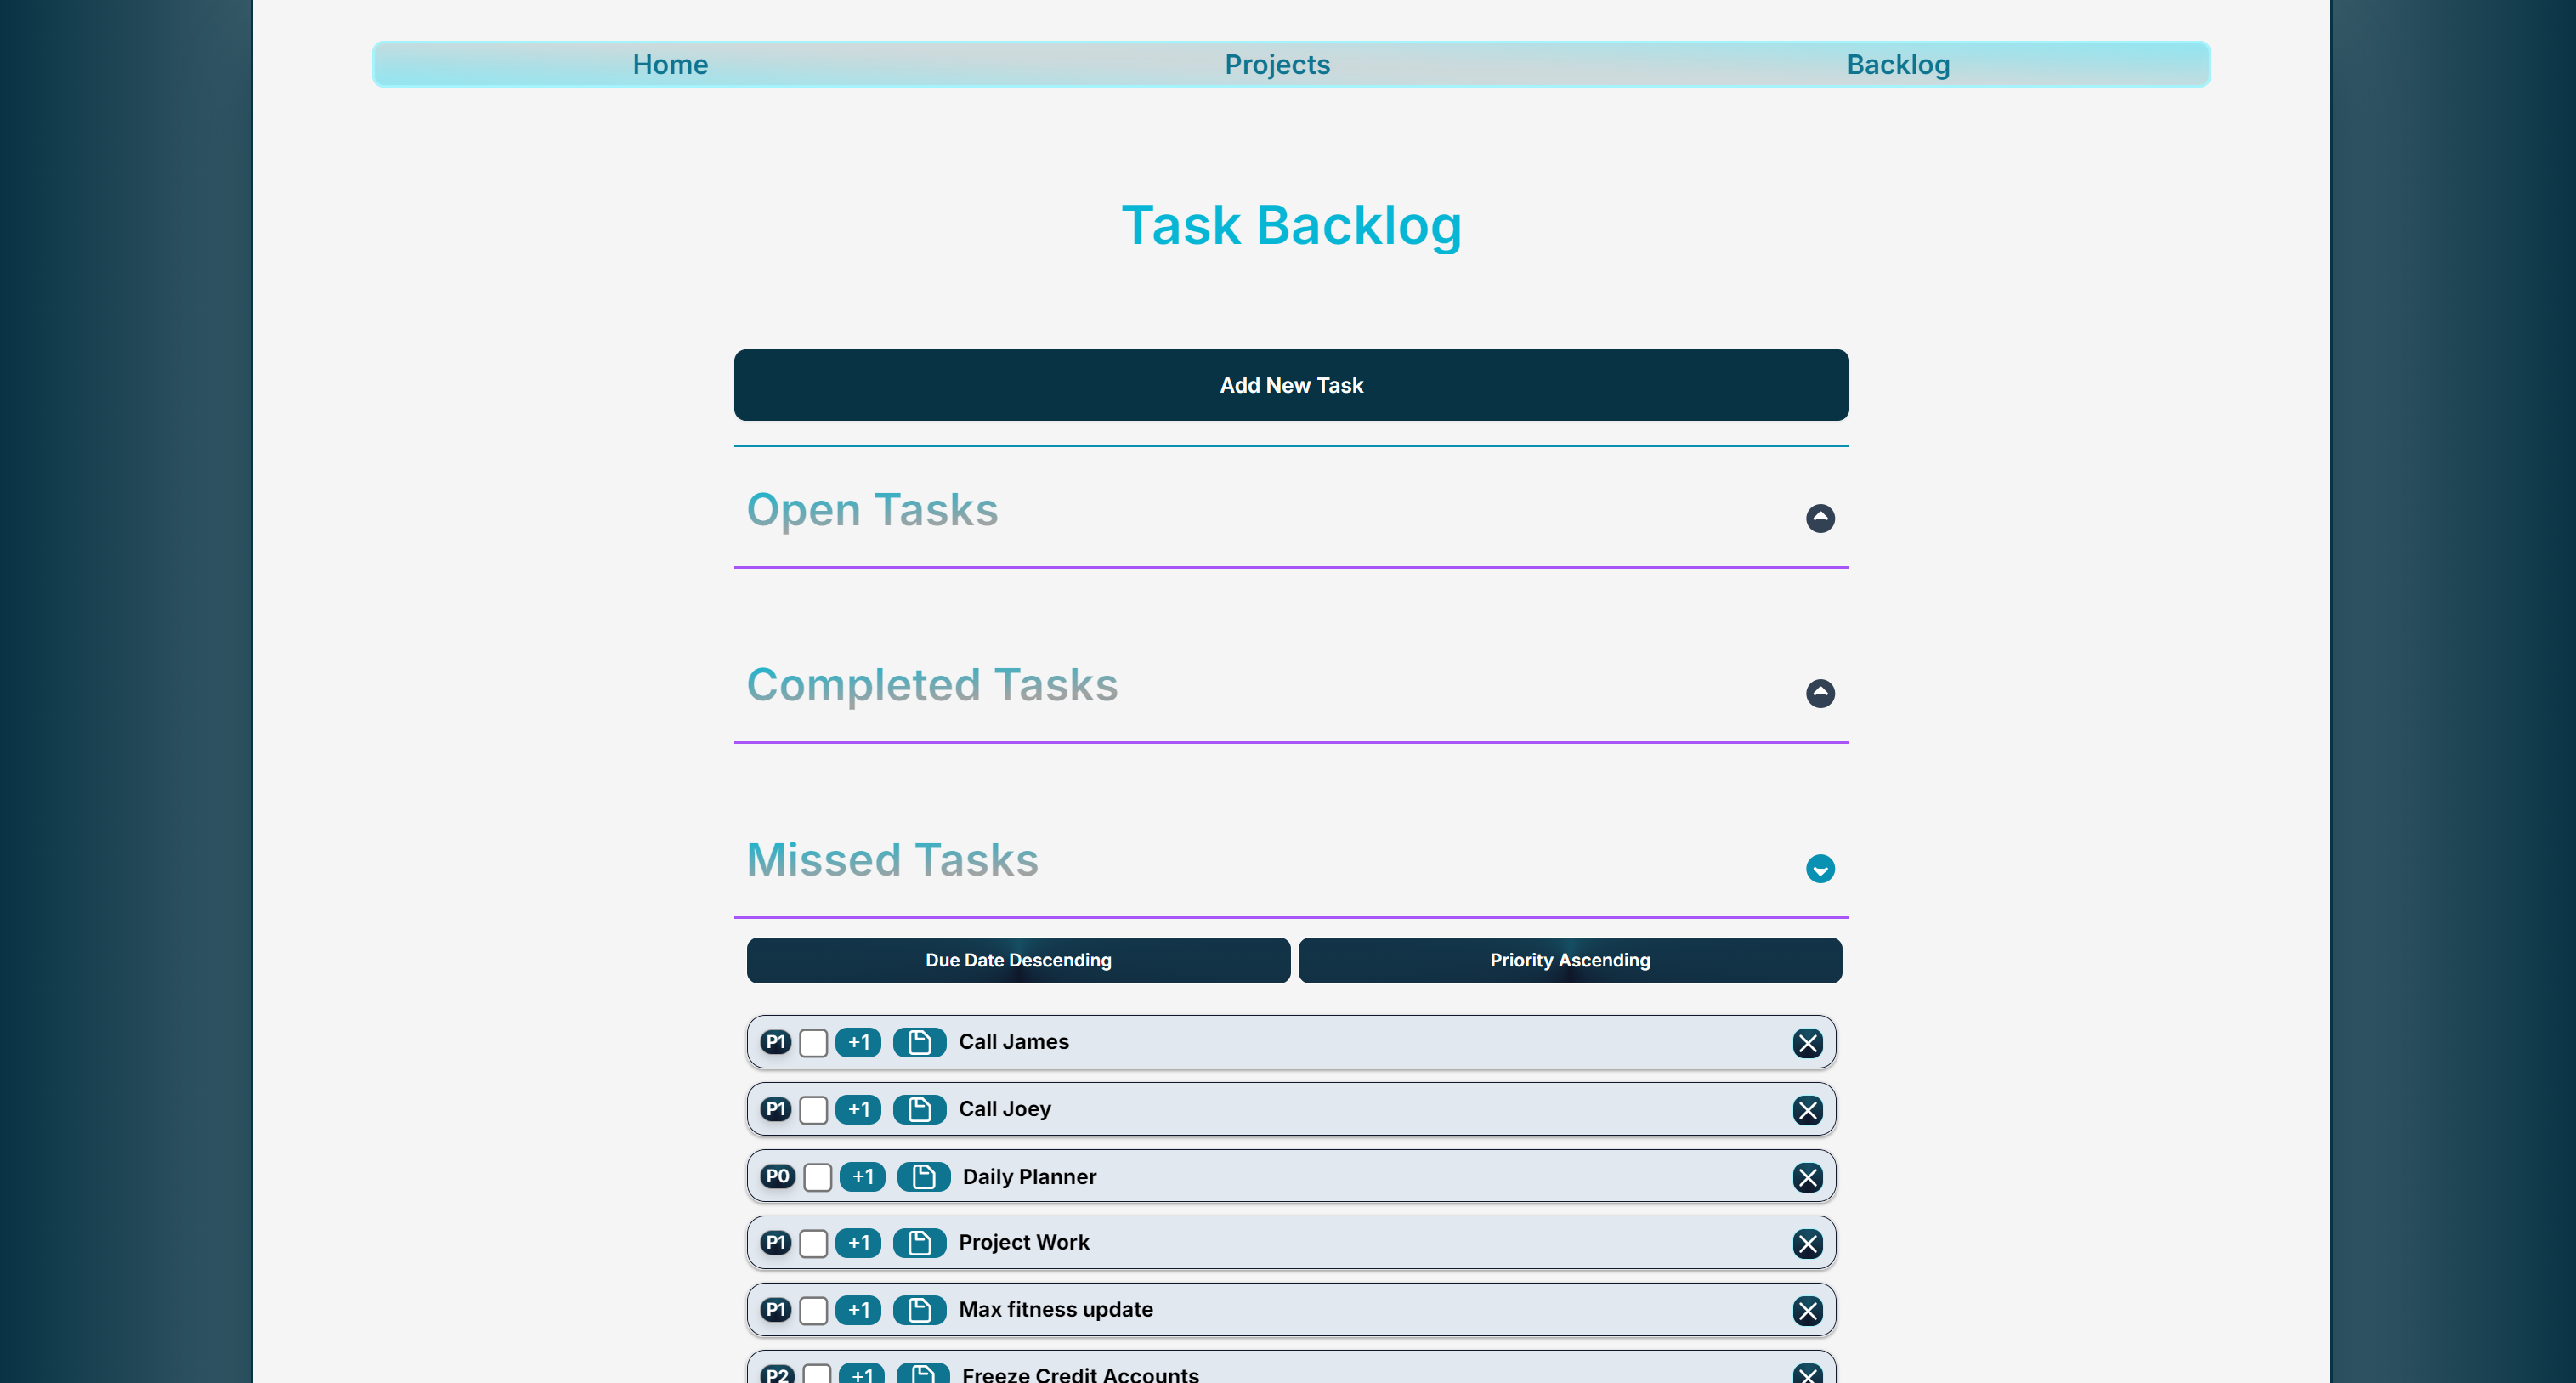 Home Projects Backlog
Task Backlog
Add New Task
Open Tasks
Completed Tasks
Missed Tasks
Due Date Descending Priority Ascending
P1 +1 Call James
P1 +1 Call Joey
P0 +1 Daily Planner
P1 +1 Project Work
P1 +1 Max fitness update
P2 +1 Freeze Credit Accounts